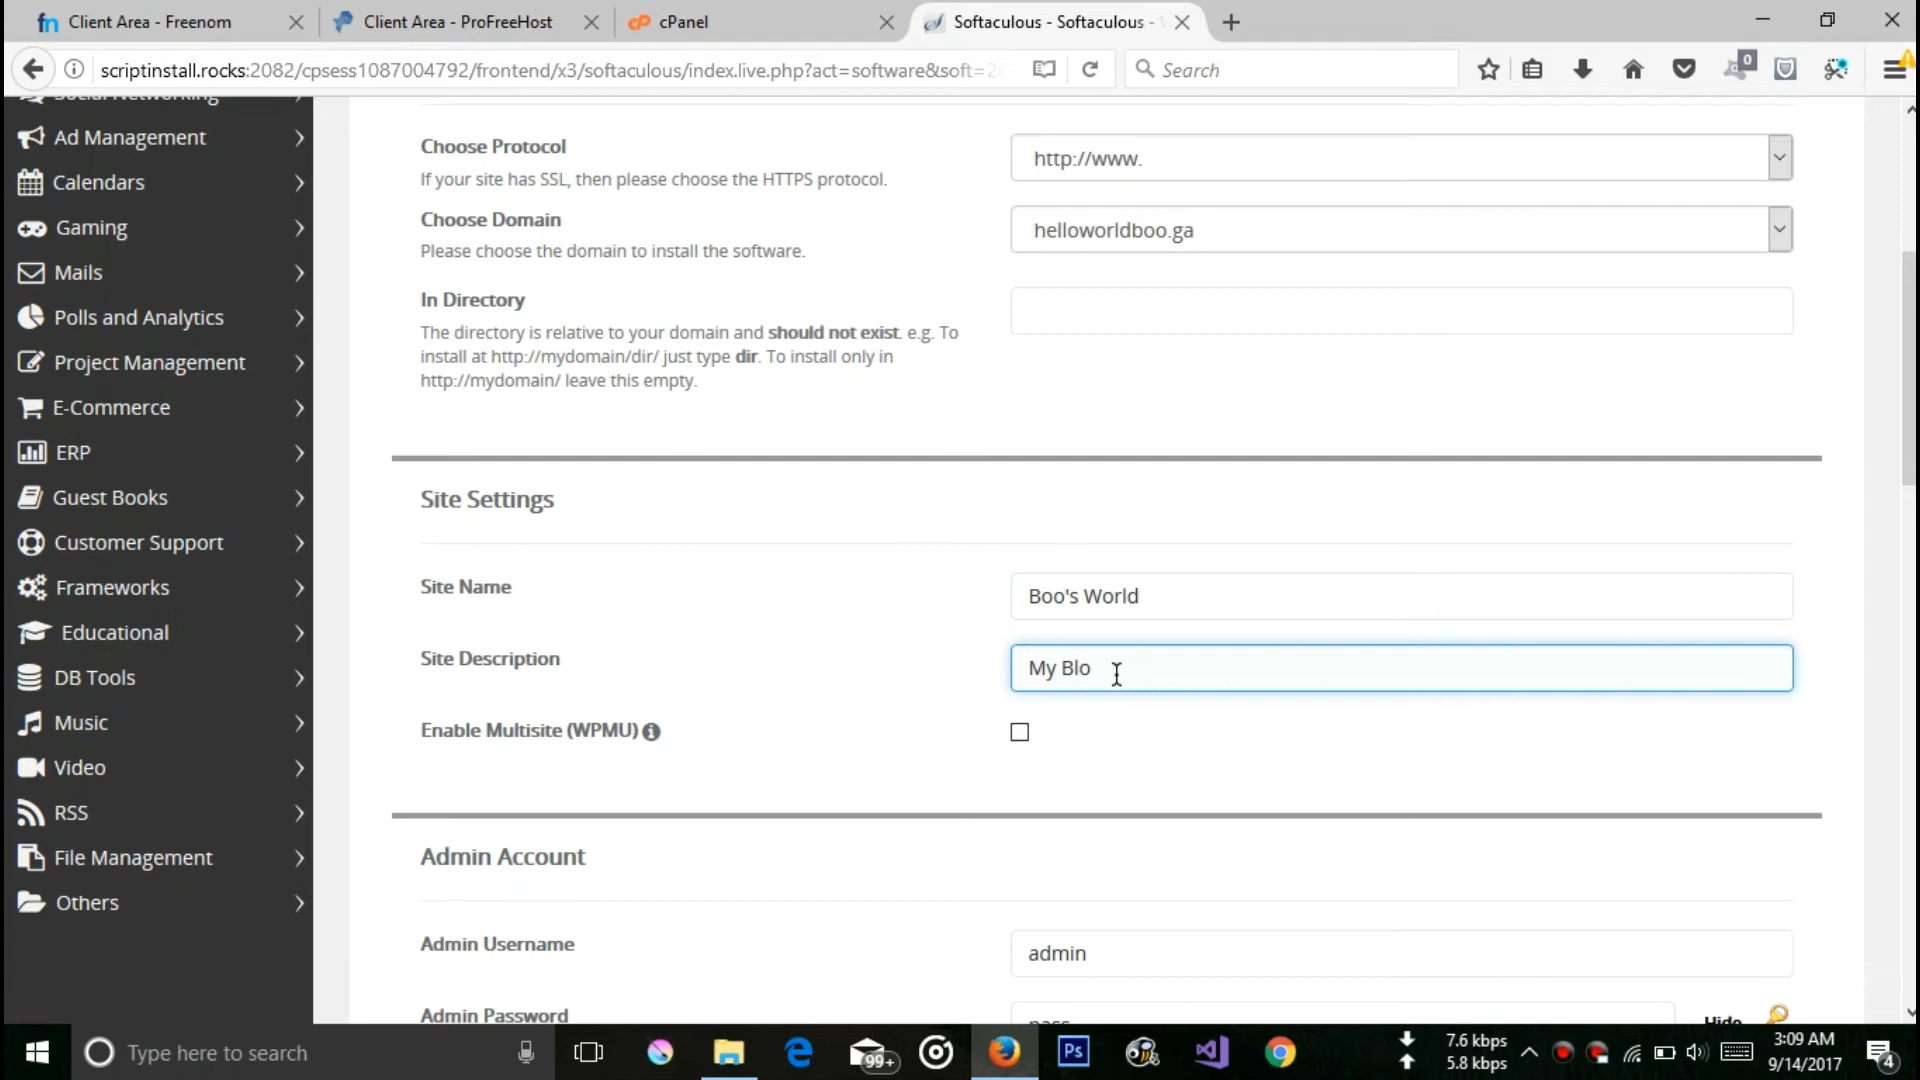 Client Area - Freenom
Client Area - ProFreeHost
cPanel
Softaculous - Softaculous -
scriptinstall.rocks:2082/cpsess1087004792/frontend/x3/softaculous/index.live.php?act=software&soft=2
Search
0
Social Networking
Ad Management
Calendars
Gaming
Mails
Polls and Analytics
Project Management
E-Commerce
ERP
Guest Books
Customer Support
Frameworks
Educational
DB Tools
Music
Video
RSS
File Management
Others
Choose Protocol
If your site has SSL, then please choose the HTTPS protocol.
http://www.
Choose Domain
Please choose the domain to install the software.
helloworldboo.ga
In Directory
The directory is relative to your domain and should not exist. e.g. To
install at http://mydomain/dir/ just type dir. To install only in
http://mydomain/ leave this empty.
Site Settings
Site Name
Boo's World
Site Description
My Blo
Enable Multisite (WPMU)
Admin Account
Admin Username
admin
Admin Password
pass
Hide
Type here to search
99+
Ps
7.6 kbps
5.8 kbps
3:09 AM
9/14/2017
4